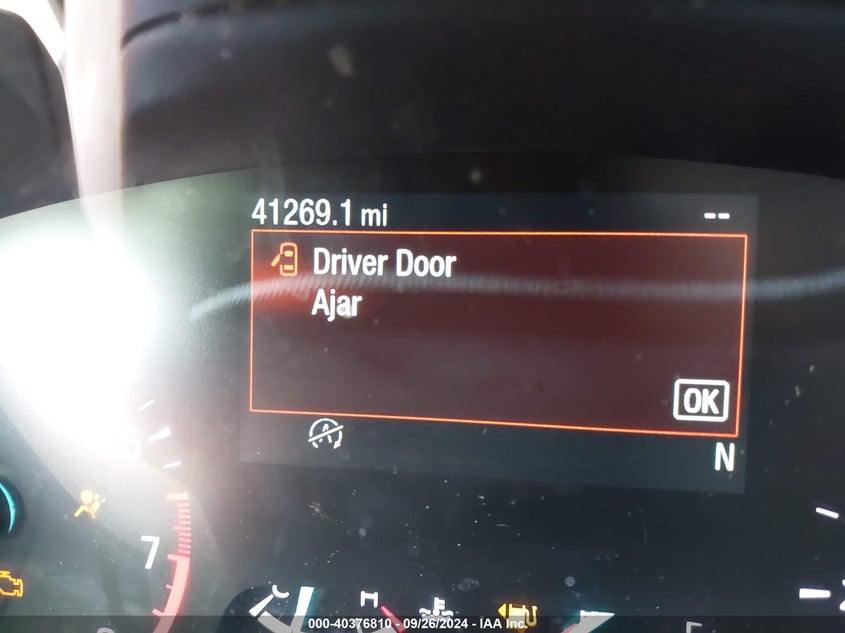 41269.1 mi --
Driver Door
Ajar
OK
N
7
H
000-40376810 - 09/26/2024 - IAA Inc.